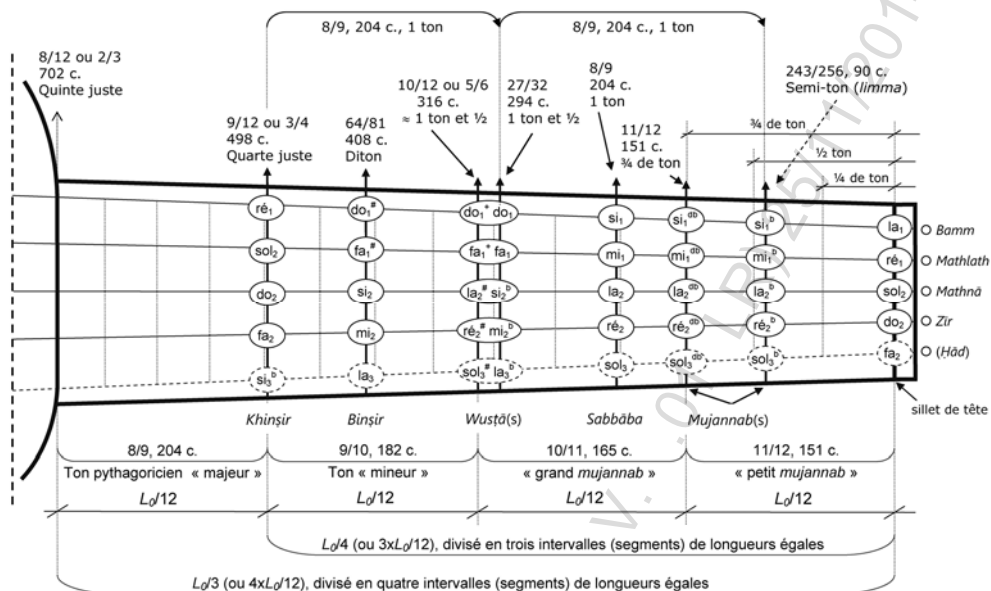 8/9, 204 c., 1 ton
8/9, 204 c., 1 ton
8/12 ou 2/3
702 c.
Quinte juste
9/12 ou 3/4
498 c.
Quarte juste
64/81
408 c.
Diton
10/12 ou 5/6
316 c.
≈ 1 ton et ½
27/32
294 c.
1 ton et ½
8/9
204 c.
1 ton
11/12
151 c.
¾ de ton
243/256, 90 c.
Semi-ton (limma)
¾ de ton
½ ton
¼ de ton
ré₁ do₁# do₁* do₁ si₁ si₁db si₁b la₁ Bamm
sol₂ fa₁# fa₁* fa₁ mi₁ mi₁db mi₁b ré₁ Mathlath
do₂ si₂ la₂# si₂b la₂ la₂db la₂b sol₂ Mathnā
fa₂ mi₂ ré₂# mi₂b ré₂ ré₂db ré₂b do₂ Zīr
si₃b la₃ sol₃# la₃b sol₃ sol₃db sol₃b fa₂ (Ḥād)
sillet de tête
Khinṣir Binṣir Wusṭā(s) Sabbāba Mujannab(s)
8/9, 204 c. 9/10, 182 c. 10/11, 165 c. 11/12, 151 c.
Ton pythagoricien « majeur » Ton « mineur » « grand mujannab » « petit mujannab »
L₀/12 L₀/12 L₀/12 L₀/12
L₀/4 (ou 3xL₀/12), divisé en trois intervalles (segments) de longueurs égales
L₀/3 (ou 4xL₀/12), divisé en quatre intervalles (segments) de longueurs égales